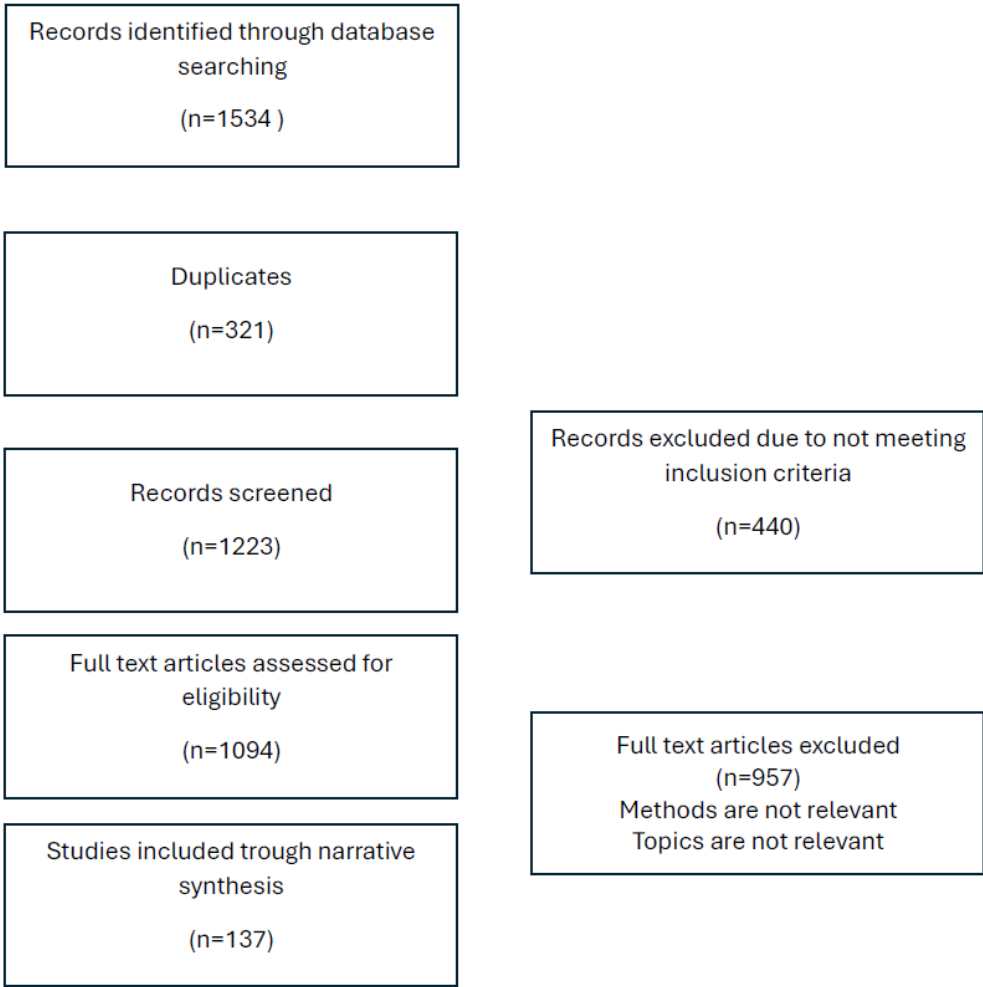 Records identified through database
searching
(n=1534 )
Duplicates
(n=321)
Records screened
(n=1223)
Records excluded due to not meeting
inclusion criteria
(n=440)
Full text articles assessed for
eligibility
(n=1094)
Full text articles excluded
(n=957)
Methods are not relevant
Topics are not relevant
Studies included trough narrative
synthesis
(n=137)